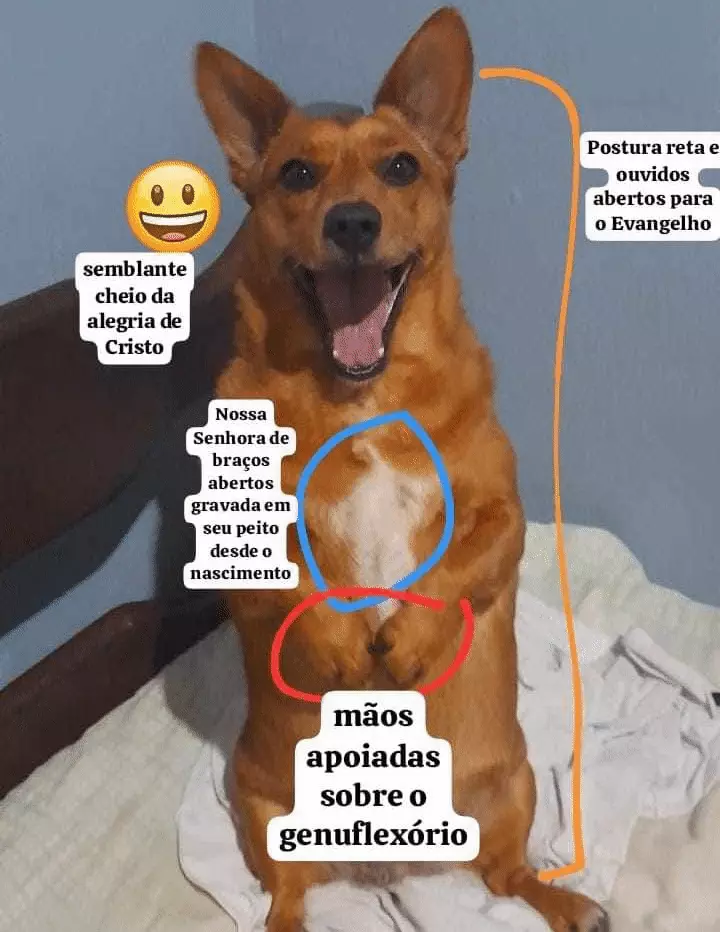 Postura reta e
ouvidos
abertos para
o Evangelho
semblante
cheio da
alegria de
Cristo
Nossa
Senhora de
braços
abertos
gravada em
seu peito
desde o
nascimento
mãos
apoiadas
sobre o
genuflexório